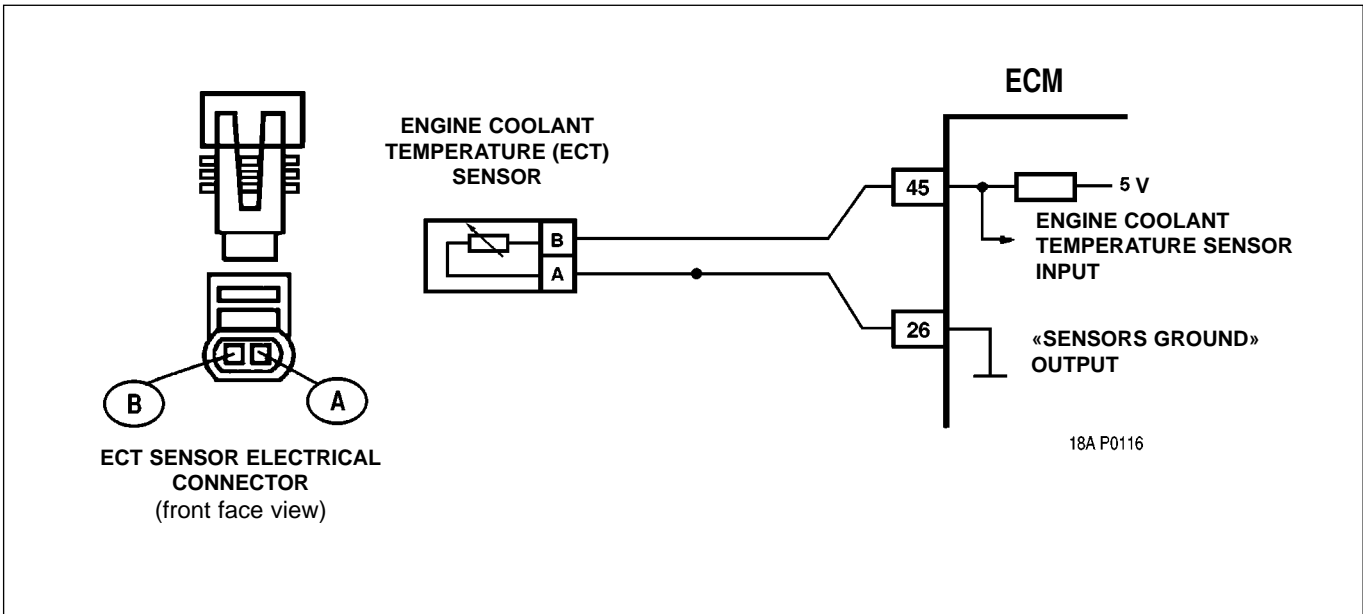 ECM
ENGINE COOLANT
TEMPERATURE (ECT)
SENSOR
B
A
45
5 V
ENGINE COOLANT
TEMPERATURE SENSOR
INPUT
26
«SENSORS GROUND»
OUTPUT
B
A
ECT SENSOR ELECTRICAL
CONNECTOR
(front face view)
18A P0116